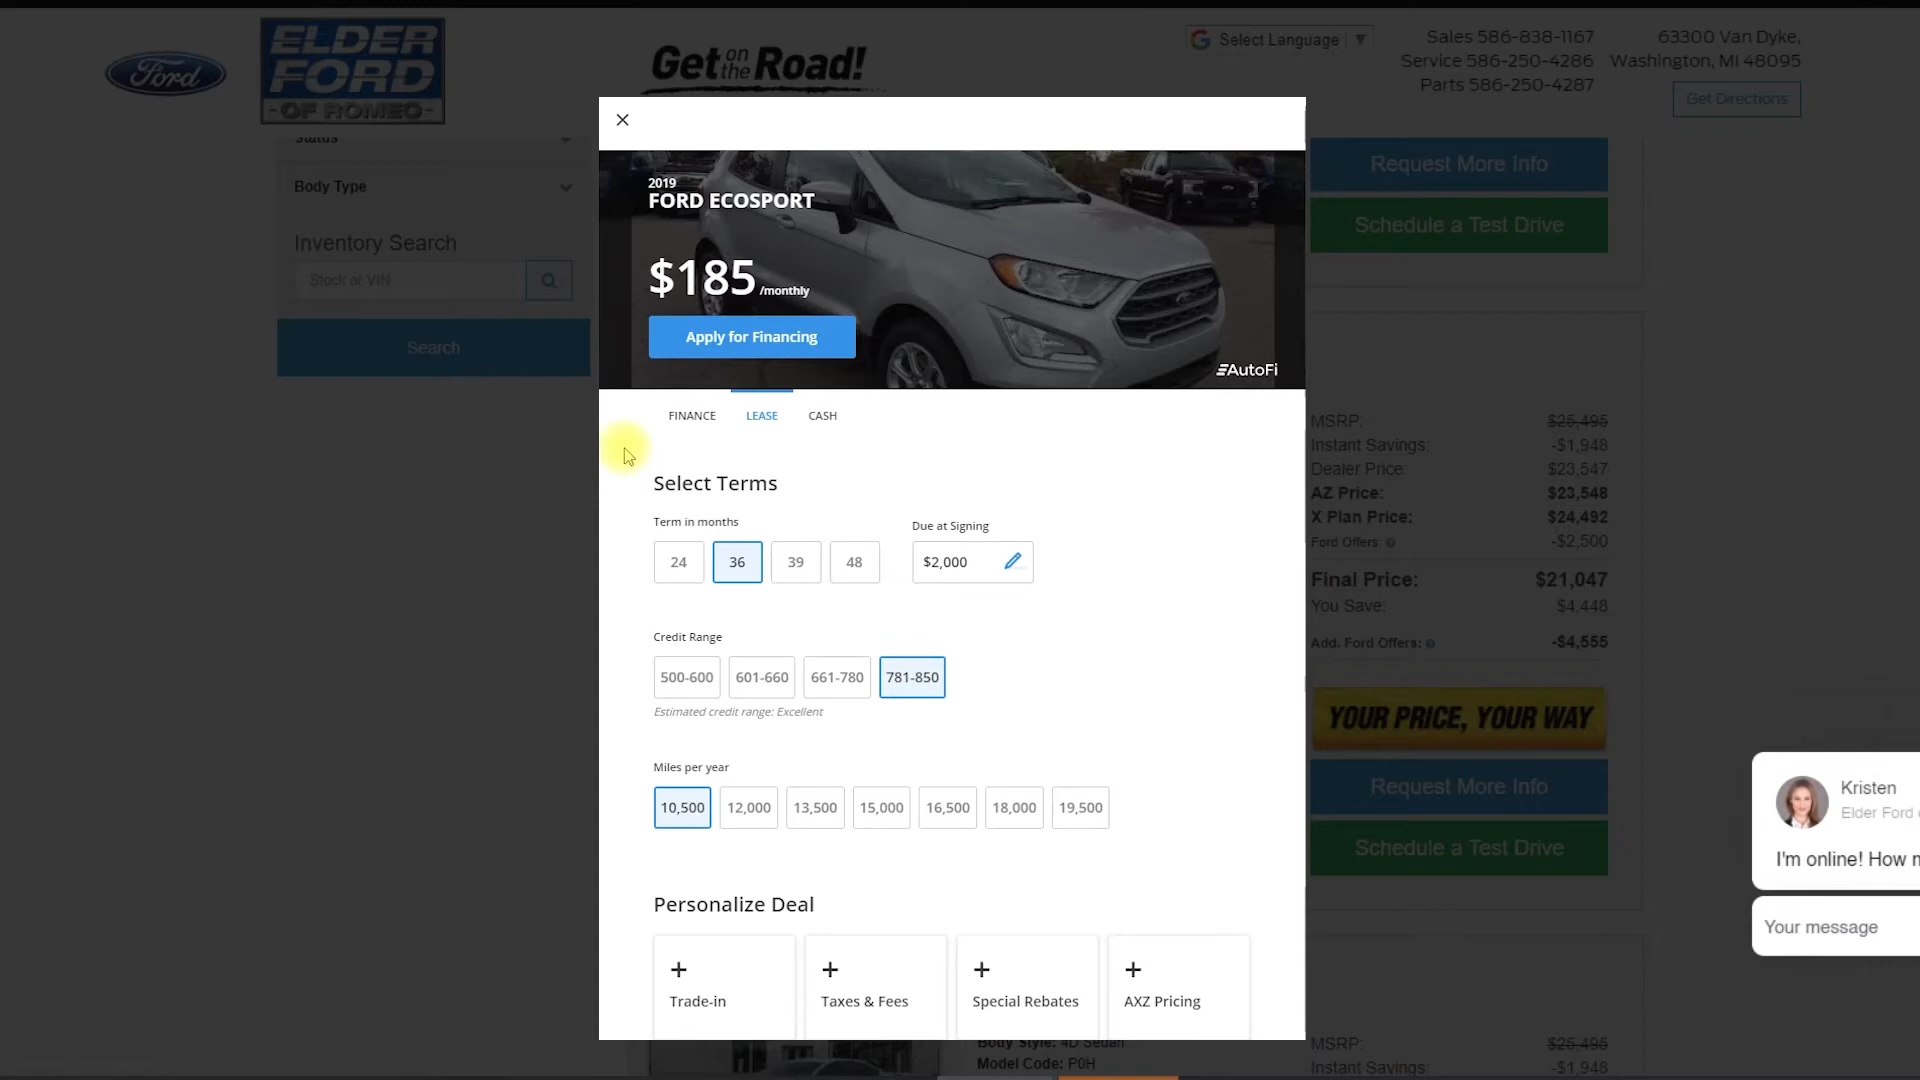 Ford
ELDER
FORD
-OF ROMEO-
Get on the Road!
Select Language
Sales 586-838-1167
Service 586-250-4286
Parts 586-250-4287
63300 Van Dyke,
Washington, MI 48095
Get Directions
Status
Body Type
Inventory Search
Stock or VIN
Search
2019
FORD ECOSPORT
$185 /monthly
Apply for Financing
AutoFi
FINANCE LEASE CASH
Select Terms
Term in months
24 36 39 48
Due at Signing
$2,000
Credit Range
500-600 601-660 661-780 781-850
Estimated credit range: Excellent
Miles per year
10,500 12,000 13,500 15,000 16,500 18,000 19,500
Personalize Deal
+ + + +
Trade-in Taxes & Fees Special Rebates AXZ Pricing
Request More Info
Schedule a Test Drive
MSRP: $25,495
Instant Savings: -$1,948
Dealer Price: $23,547
AZ Price: $23,548
X Plan Price: $24,492
Ford Offers: -$2,500
Final Price: $21,047
You Save: $4,448
Add. Ford Offers: -$4,555
YOUR PRICE, YOUR WAY
Request More Info
Schedule a Test Drive
Kristen
Elder Ford
I'm online! How
Your message
Body Style: 4D Sedan
Model Code: P0H
MSRP: $25,495
Instant Savings: -$1,948